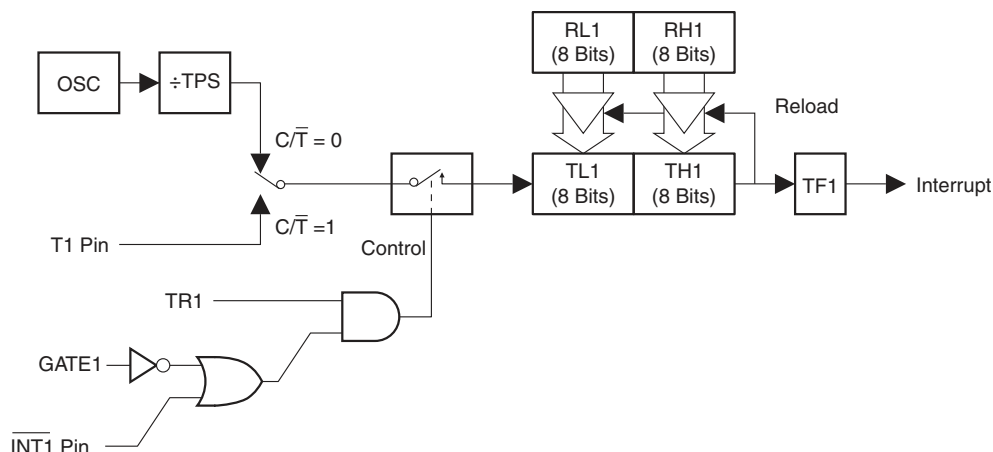 RL1
(8 Bits)
RH1
(8 Bits)
OSC
÷TPS
Reload
C/T̅ = 0
TL1
(8 Bits)
TH1
(8 Bits)
TF1
Interrupt
C/T̅ =1
T1 Pin
Control
TR1
GATE1
I̅N̅T̅1̅ Pin